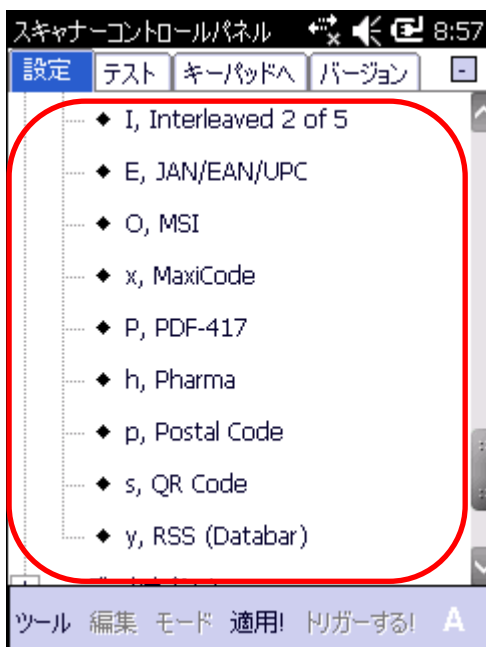 スキャナーコントロールパネル 8:57
設定 テスト キーパッドへ バージョン -
I, Interleaved 2 of 5
E, JAN/EAN/UPC
O, MSI
x, MaxiCode
P, PDF-417
h, Pharma
p, Postal Code
s, QR Code
y, RSS (Databar)
ツール 編集 モード 適用! トリガーする! A